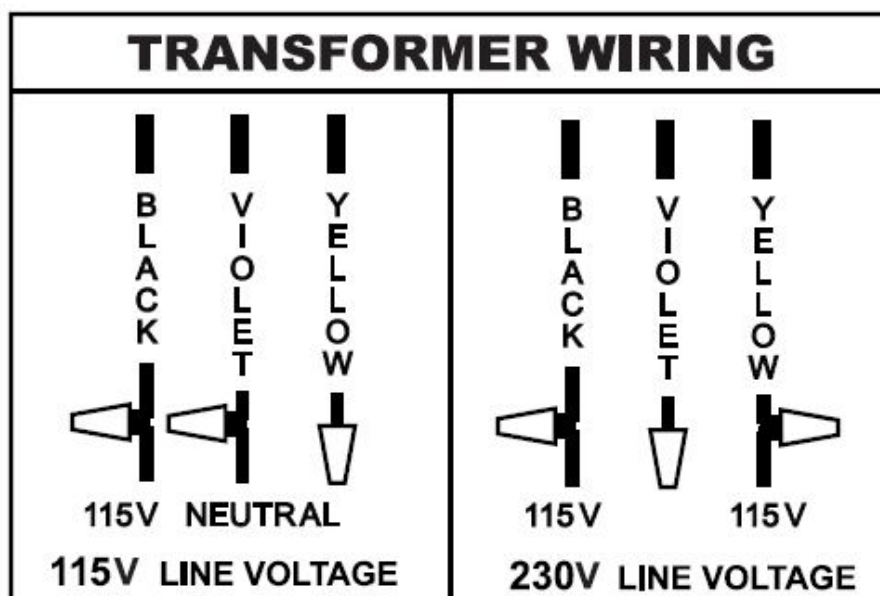 TRANSFORMER WIRING
BLACK
VIOLET
YELLOW
115V NEUTRAL
115V LINE VOLTAGE
BLACK
VIOLET
YELLOW
115V 115V
230V LINE VOLTAGE